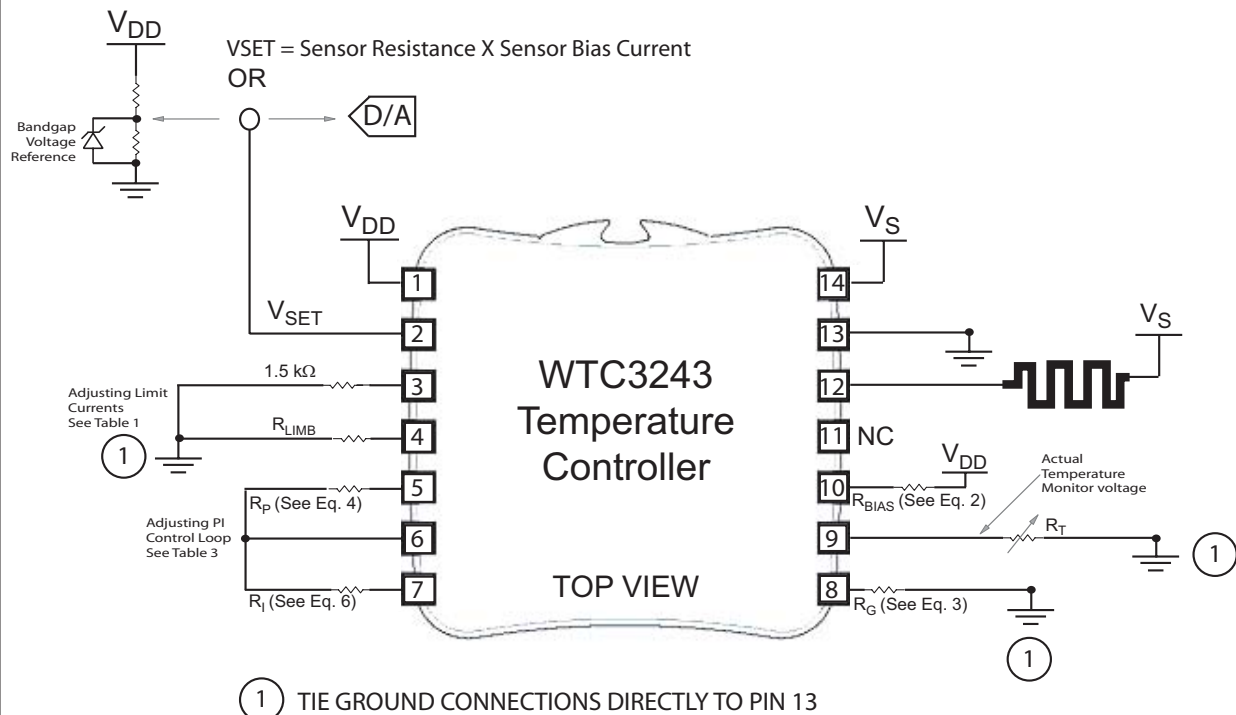 VDD
VSET = Sensor Resistance X Sensor Bias Current
OR
D/A
Bandgap
Voltage
Reference
VDD
VS
1
14
VSET
2
13
VS
1.5 kΩ
3
12
WTC3243
Temperature
Controller
Adjusting Limit
Currents
See Table 1
1
RLIMB
4
11
NC
VDD
Actual
Temperature
Monitor voltage
RP (See Eq. 4)
5
10
RBIAS (See Eq. 2)
Adjusting PI
Control Loop
See Table 3
6
9
RT
1
RI (See Eq. 6)
7
TOP VIEW
8
RG (See Eq. 3)
1
1 TIE GROUND CONNECTIONS DIRECTLY TO PIN 13